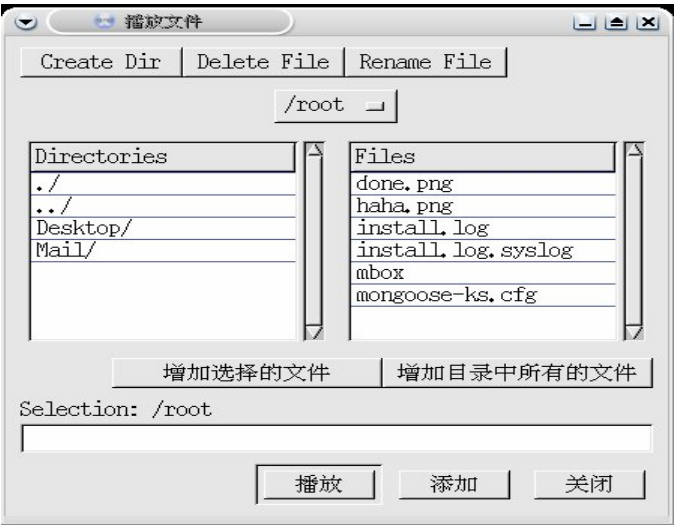 播放文件
Create Dir Delete File Rename File
/root
Directories
./
../
Desktop/
Mail/
Files
done.png
haha.png
install.log
install.log.syslog
mbox
mongoose-ks.cfg
增加选择的文件 增加目录中所有的文件
Selection: /root
播放 添加 关闭